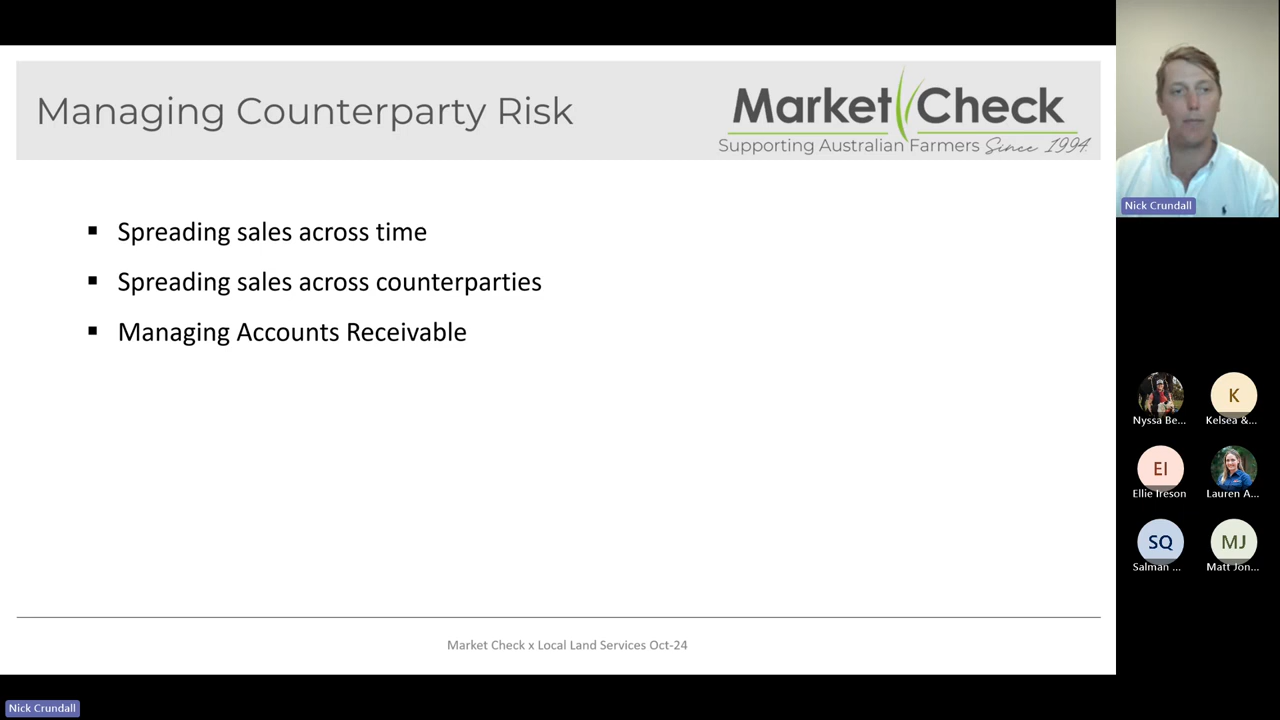 Managing Counterparty Risk
Market Check
Supporting Australian Farmers Since 1994.
▪ Spreading sales across time
▪ Spreading sales across counterparties
▪ Managing Accounts Receivable
Market Check x Local Land Services Oct-24
Nick Crundall
Nyssa Be...
K
Kelsea &...
EI
Ellie Ireson
Lauren A...
SQ
Salman ...
MJ
Matt Jon...
Nick Crundall